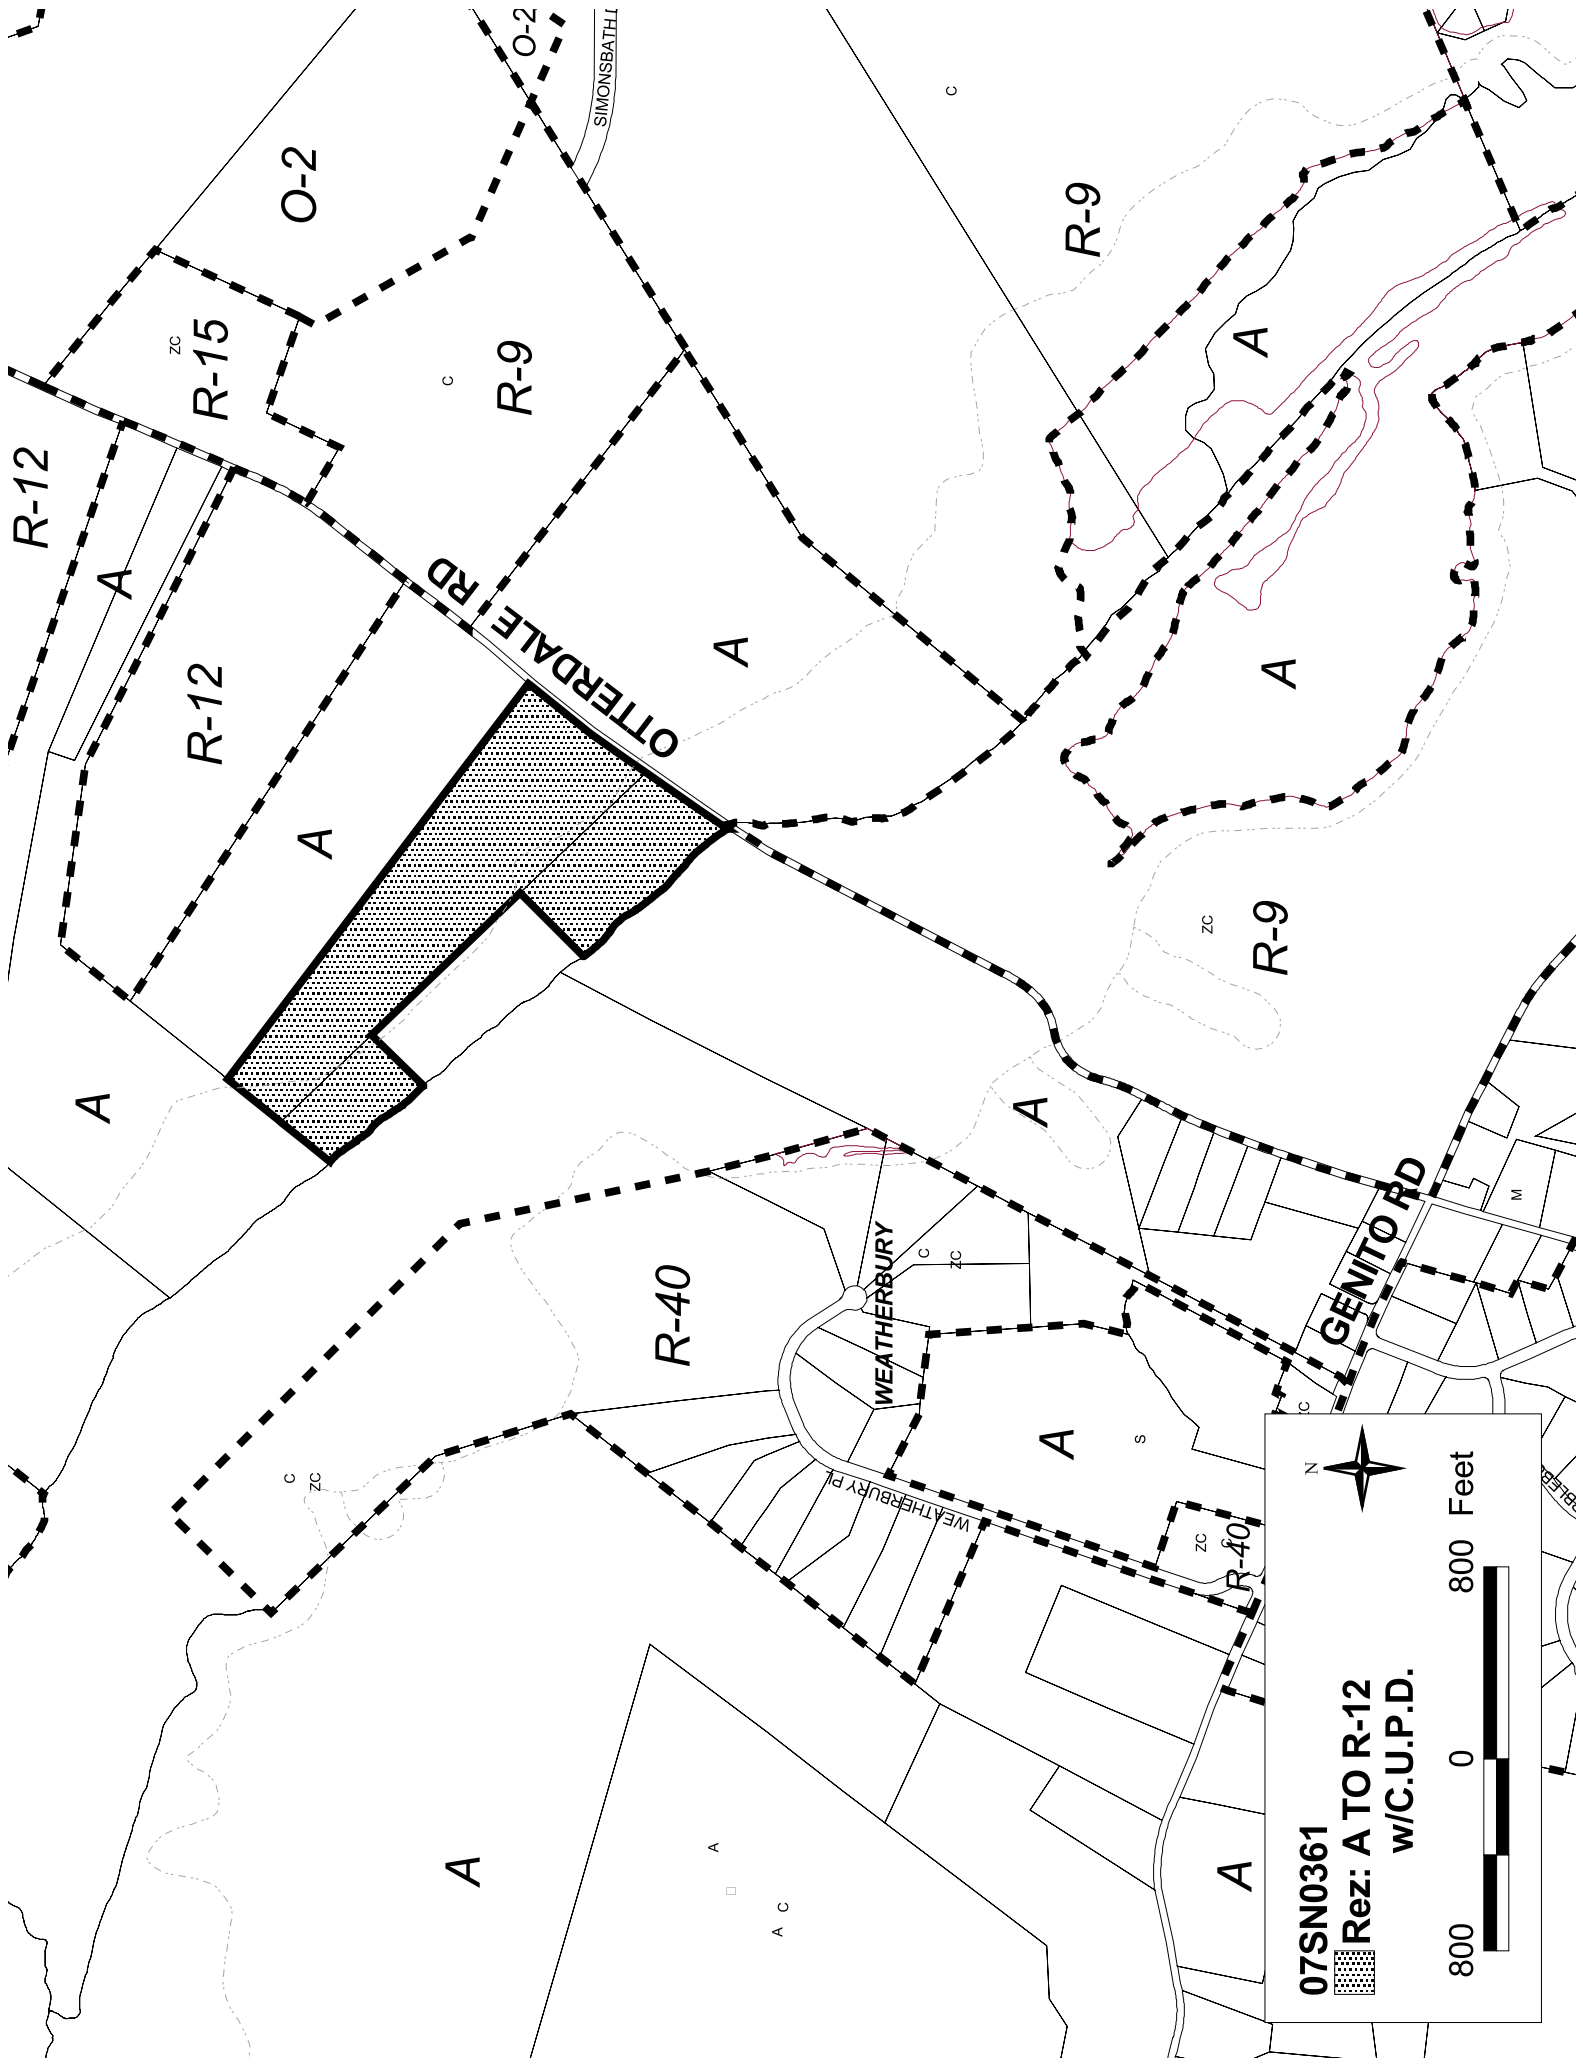 R-12
A
R-12
A
A
R-15
ZC
O-2
O-2
SIMONSBATH
R-9
C
OTTERDALE RD
A
C
R-9
A
A
R-9
ZC
A
R-40
C
ZC
WEATHERBURY
C
ZC
WEATHERBURY PL
A
S
GENITO RD
M
ZC
R-40
ZC
C
A
A
A
C
A
07SN0361
Rez: A TO R-12
w/C.U.P.D.
800 0 800 Feet
N